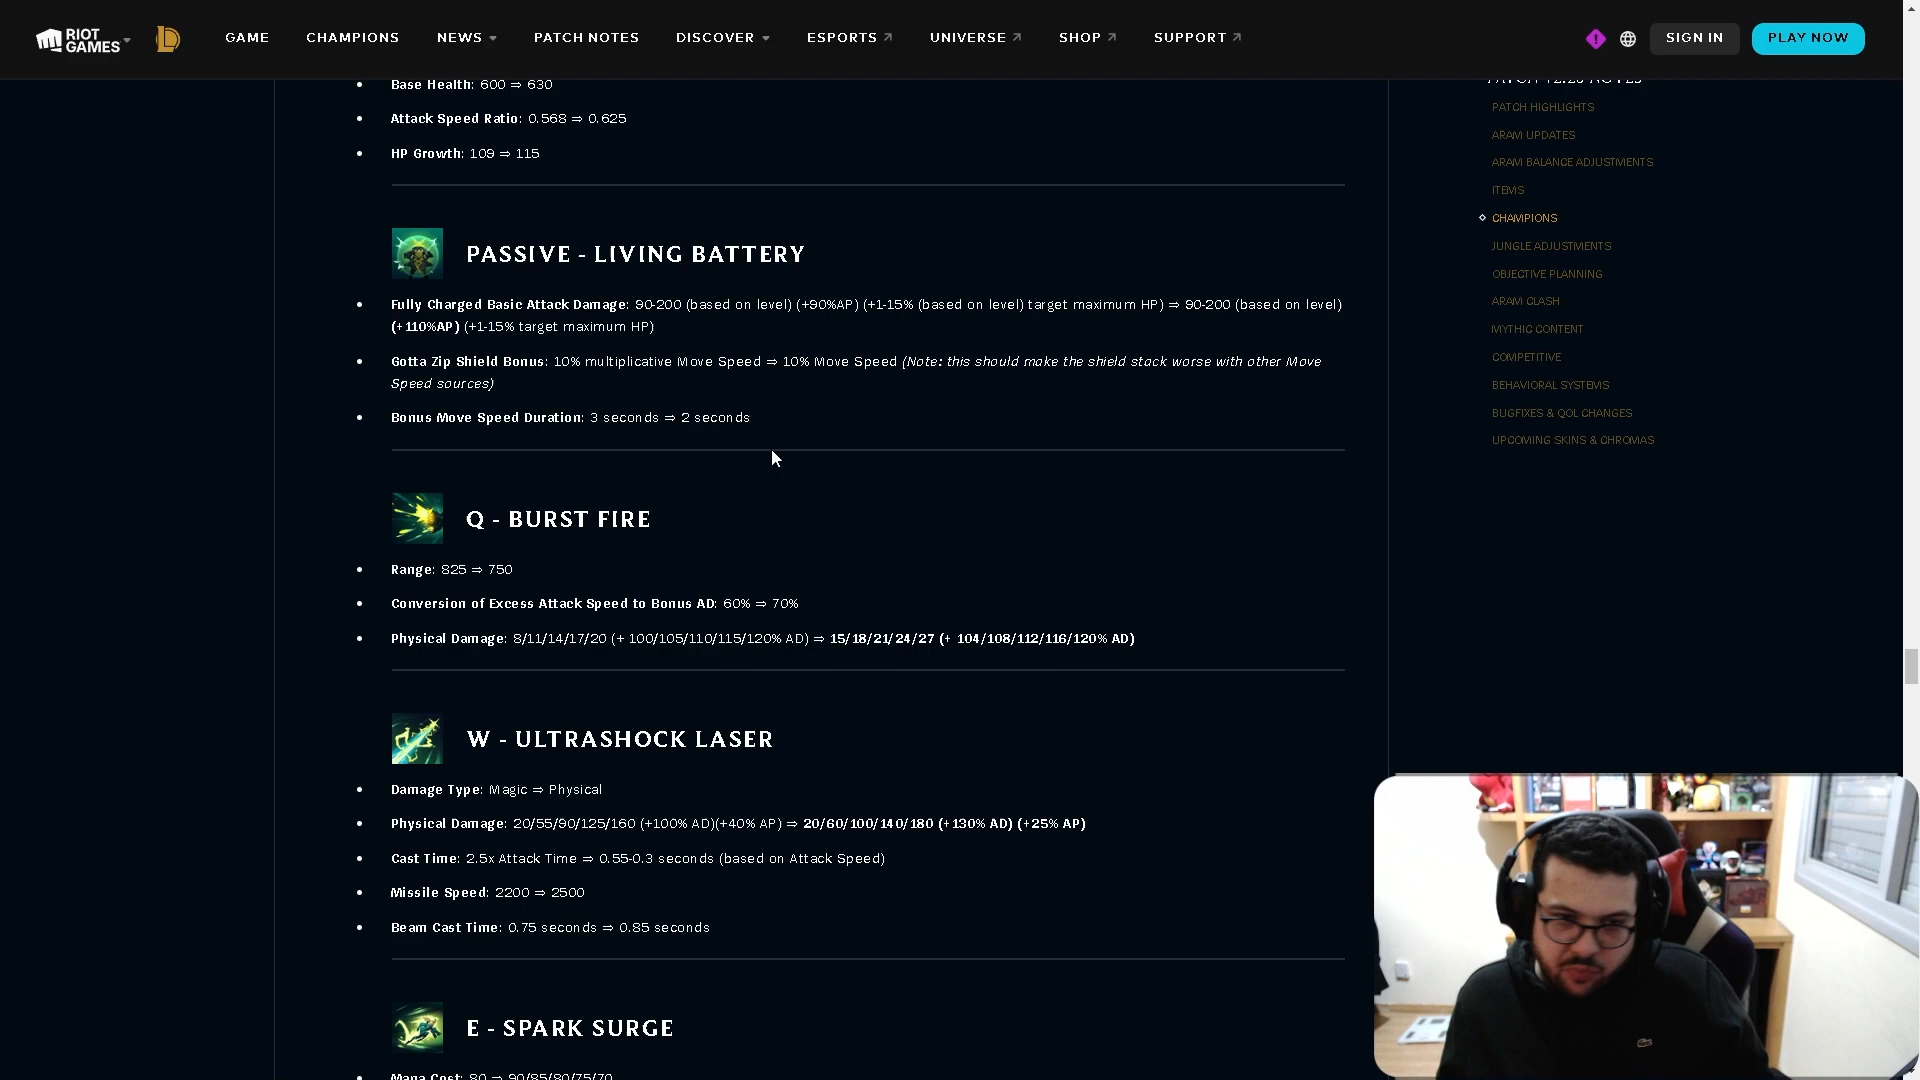 RIOT GAMES
GAME
CHAMPIONS
NEWS
PATCH NOTES
DISCOVER
ESPORTS
UNIVERSE
SHOP
SUPPORT
SIGN IN
PLAY NOW
Base Health: 600 ⇒ 630
Attack Speed Ratio: 0.568 ⇒ 0.625
HP Growth: 109 ⇒ 115
PASSIVE - LIVING BATTERY
Fully Charged Basic Attack Damage: 90-200 (based on level) (+90%AP) (+1-15% (based on level) target maximum HP) ⇒ 90-200 (based on level)
(+110%AP) (+1-15% target maximum HP)
Gotta Zip Shield Bonus: 10% multiplicative Move Speed ⇒ 10% Move Speed (Note: this should make the shield stack worse with other Move
Speed sources)
Bonus Move Speed Duration: 3 seconds ⇒ 2 seconds
Q - BURST FIRE
Range: 825 ⇒ 750
Conversion of Excess Attack Speed to Bonus AD: 60% ⇒ 70%
Physical Damage: 8/11/14/17/20 (+ 100/105/110/115/120% AD) ⇒ 15/18/21/24/27 (+ 104/108/112/116/120% AD)
W - ULTRASHOCK LASER
Damage Type: Magic ⇒ Physical
Physical Damage: 20/55/90/125/160 (+100% AD)(+40% AP) ⇒ 20/60/100/140/180 (+130% AD) (+25% AP)
Cast Time: 2.5x Attack Time ⇒ 0.55-0.3 seconds (based on Attack Speed)
Missile Speed: 2200 ⇒ 2500
Beam Cast Time: 0.75 seconds ⇒ 0.85 seconds
E - SPARK SURGE
Mana Cost: 80 ⇒ 90/85/80/75/70
NOTES
PATCH HIGHLIGHTS
ARAM UPDATES
ARAM BALANCE ADJUSTMENTS
ITEMS
CHAMPIONS
JUNGLE ADJUSTMENTS
OBJECTIVE PLANNING
ARAM CLASH
MYTHIC CONTENT
COMPETITIVE
BEHAVIORAL SYSTEMS
BUGFIXES & QOL CHANGES
UPCOMING SKINS & CHROMAS